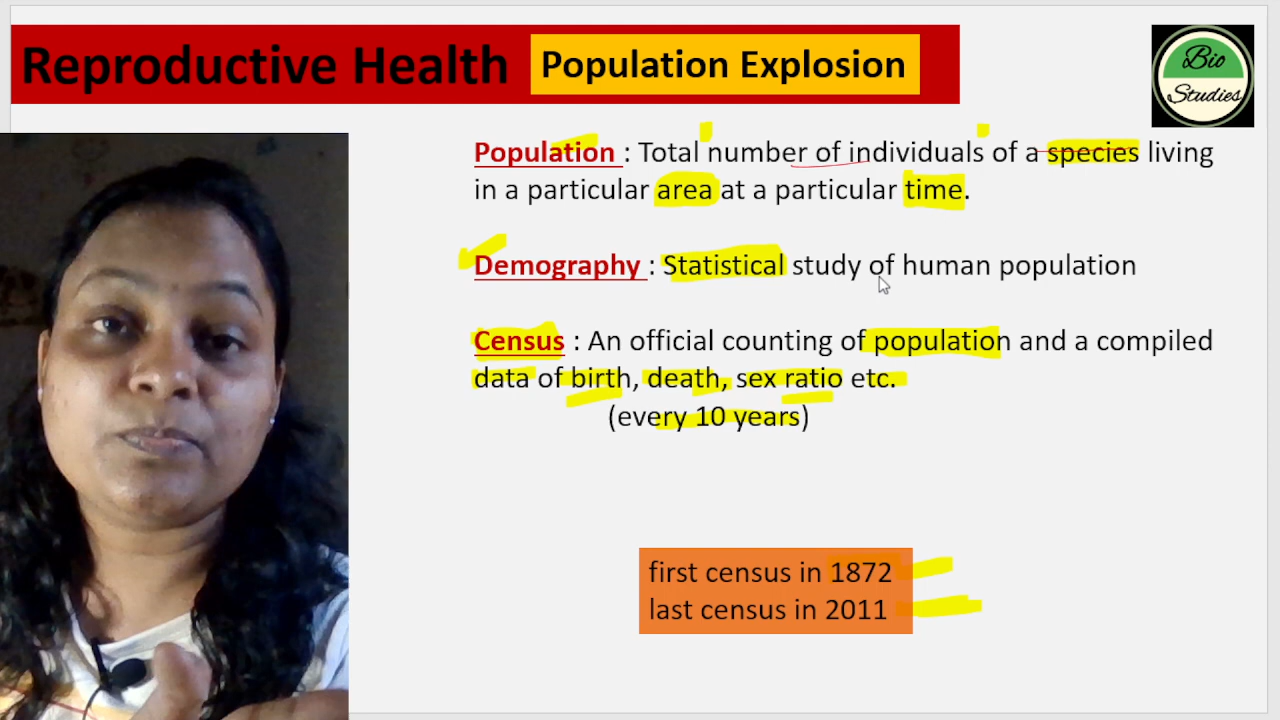 Reproductive Health Population Explosion
Bio
Studies
Population : Total number of individuals of a species living
in a particular area at a particular time.
Demography : Statistical study of human population
Census : An official counting of population and a compiled
data of birth, death, sex ratio etc.
(every 10 years)
first census in 1872
last census in 2011